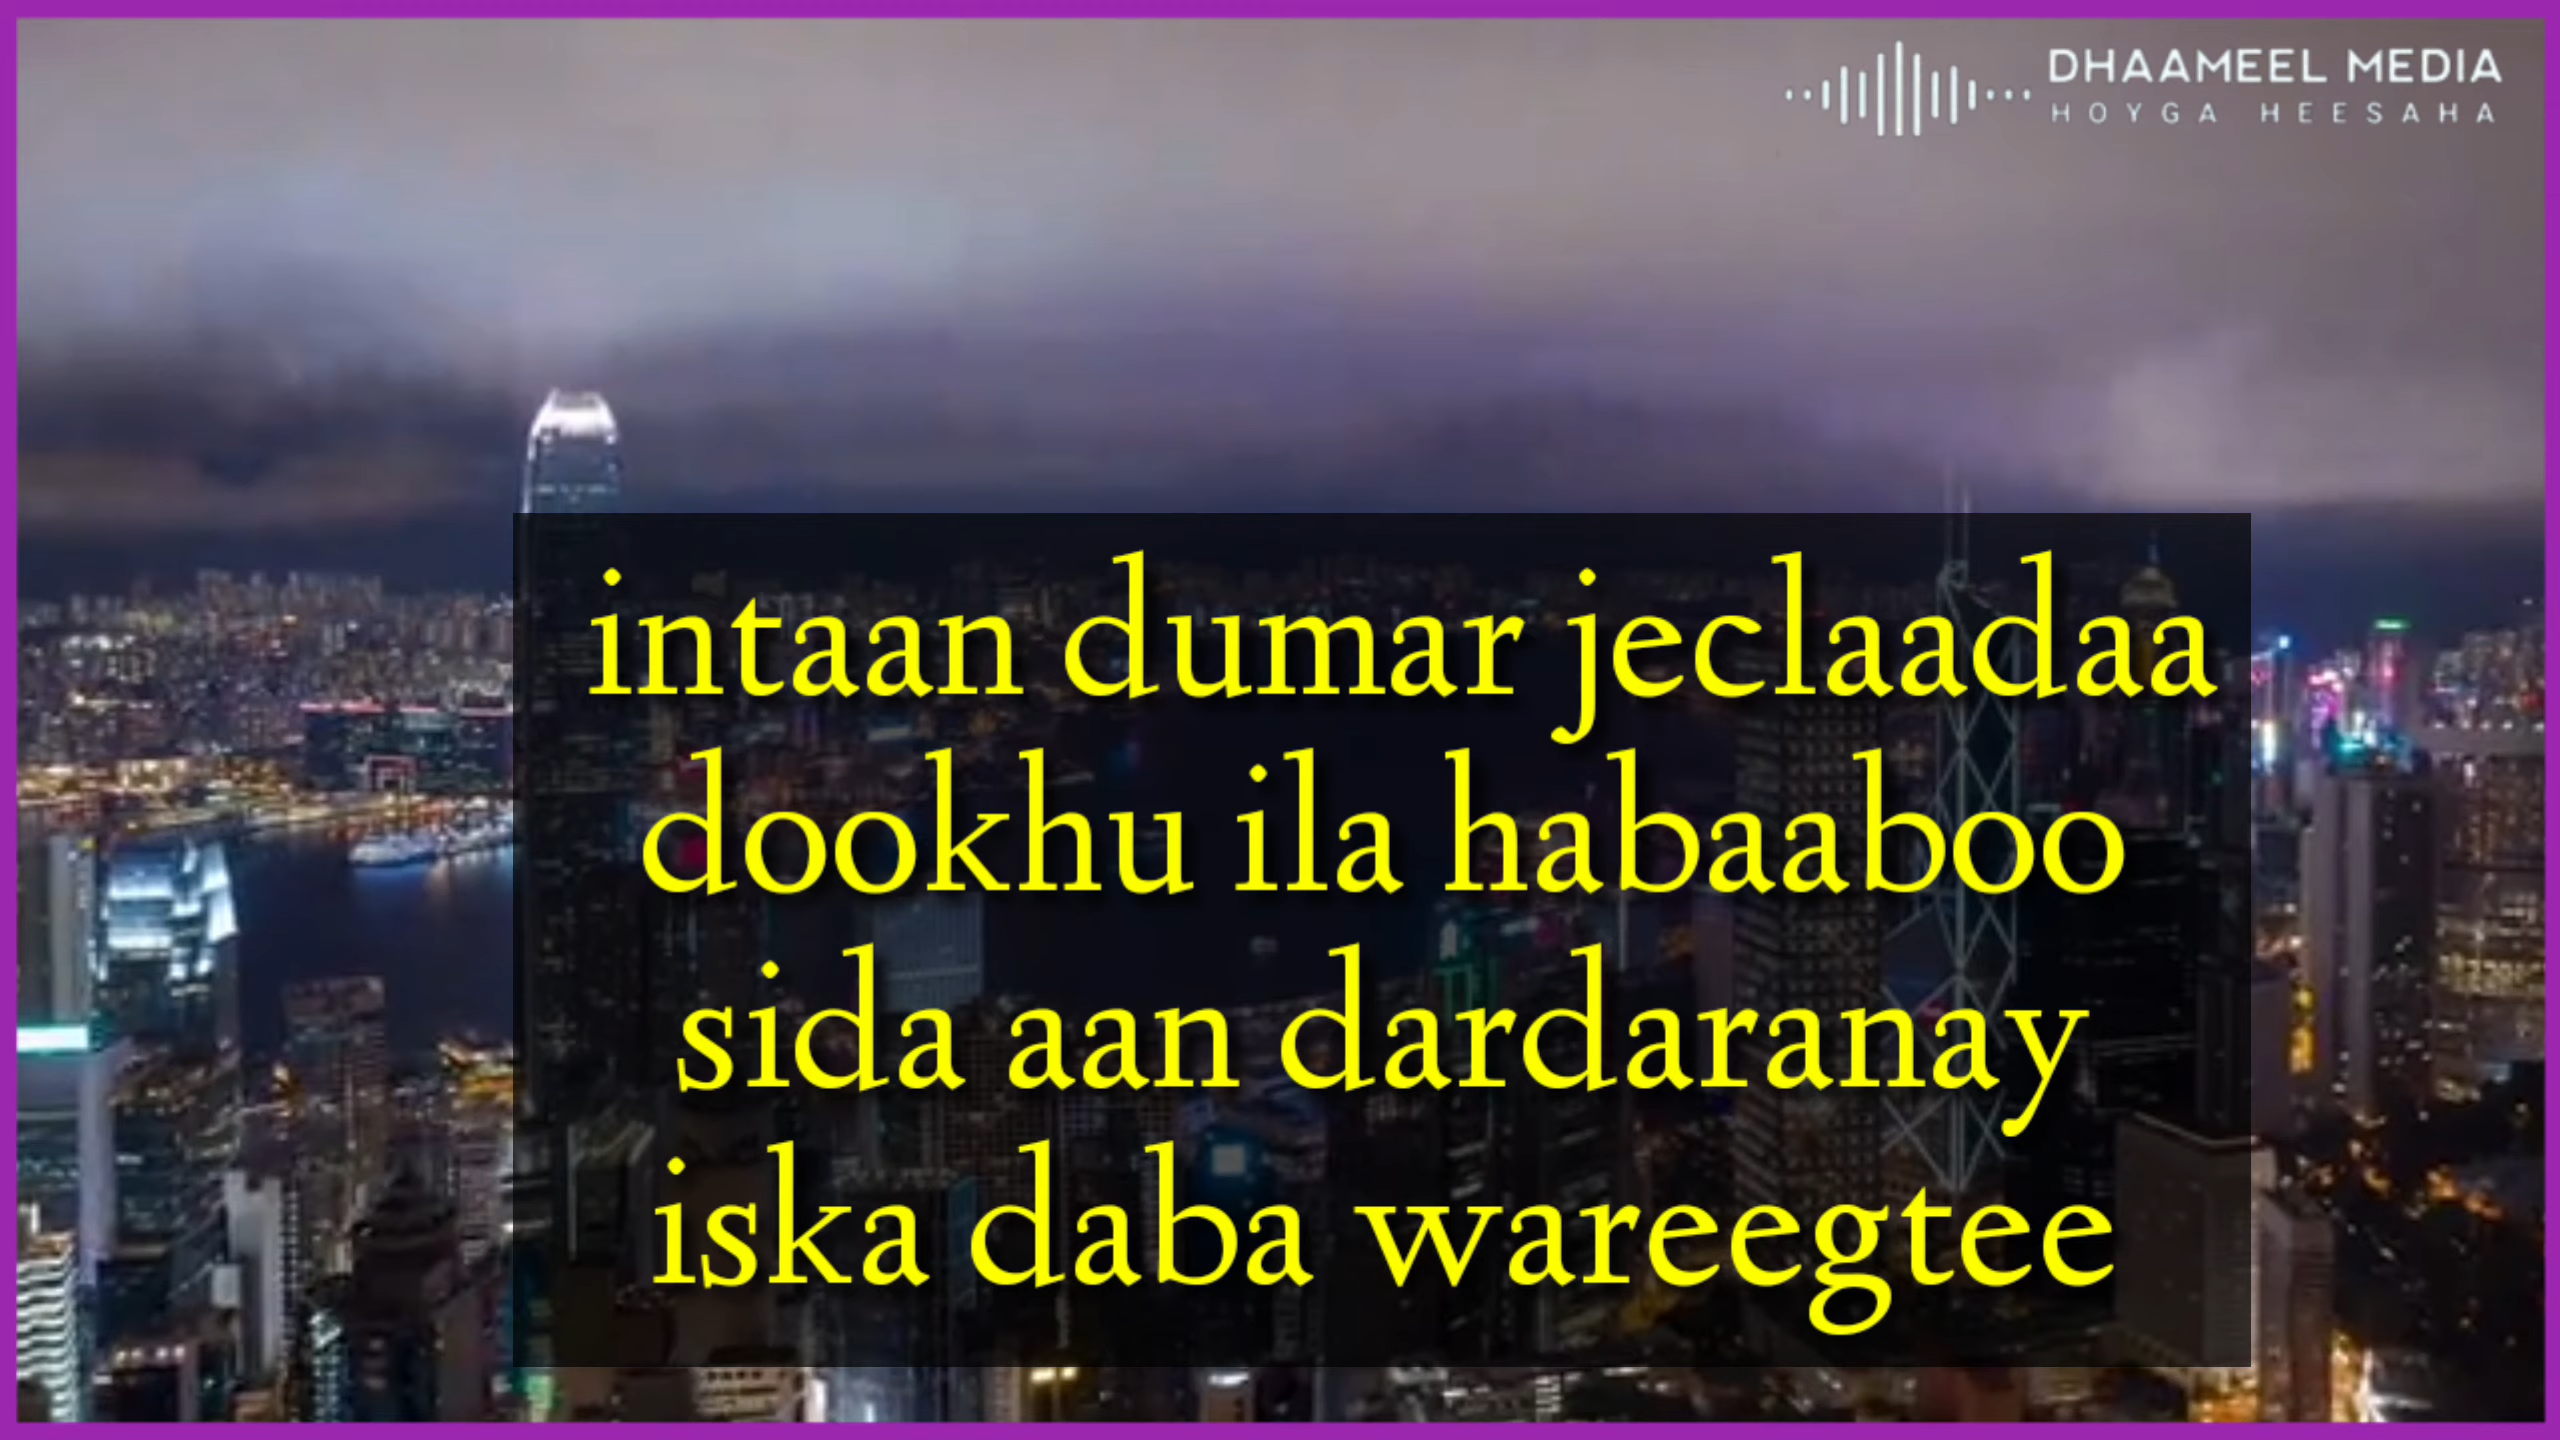 DHAAMEEL MEDIA
HOYGA HEESAHA
intaan dumar jeclaadaa
dookhu ila habaaboo
sida aan dardaranay
iska daba wareegtee